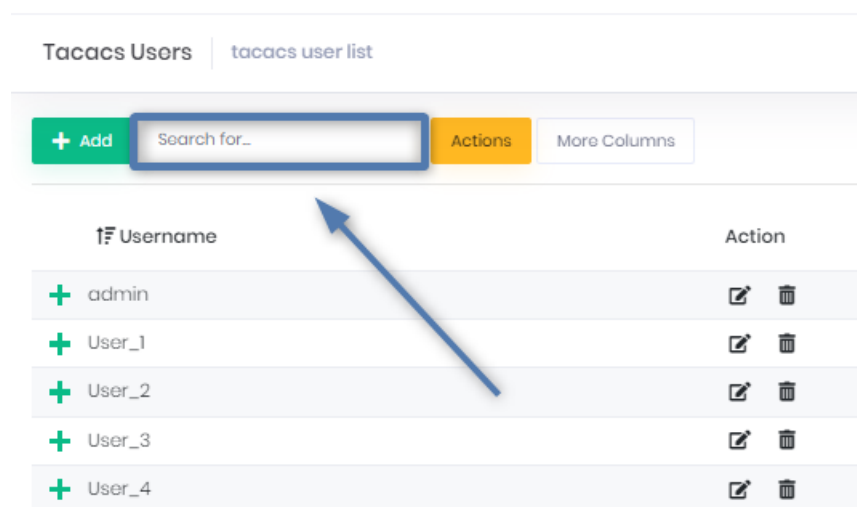 Tacacs Users tacacs user list
Add Search for... Actions More Columns
Username Action
admin
User_1
User_2
User_3
User_4